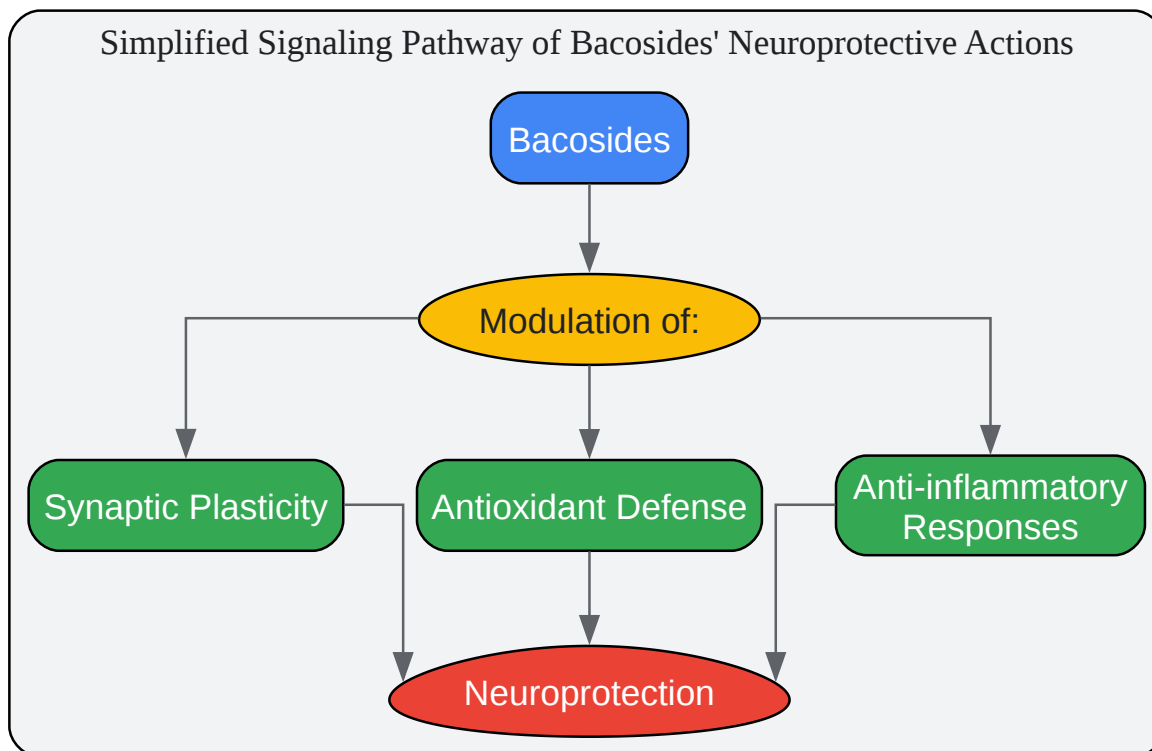 Simplified Signaling Pathway of Bacosides' Neuroprotective Actions
Bacosides
Modulation of:
Synaptic Plasticity
Antioxidant Defense
Anti-inflammatory
Responses
Neuroprotection